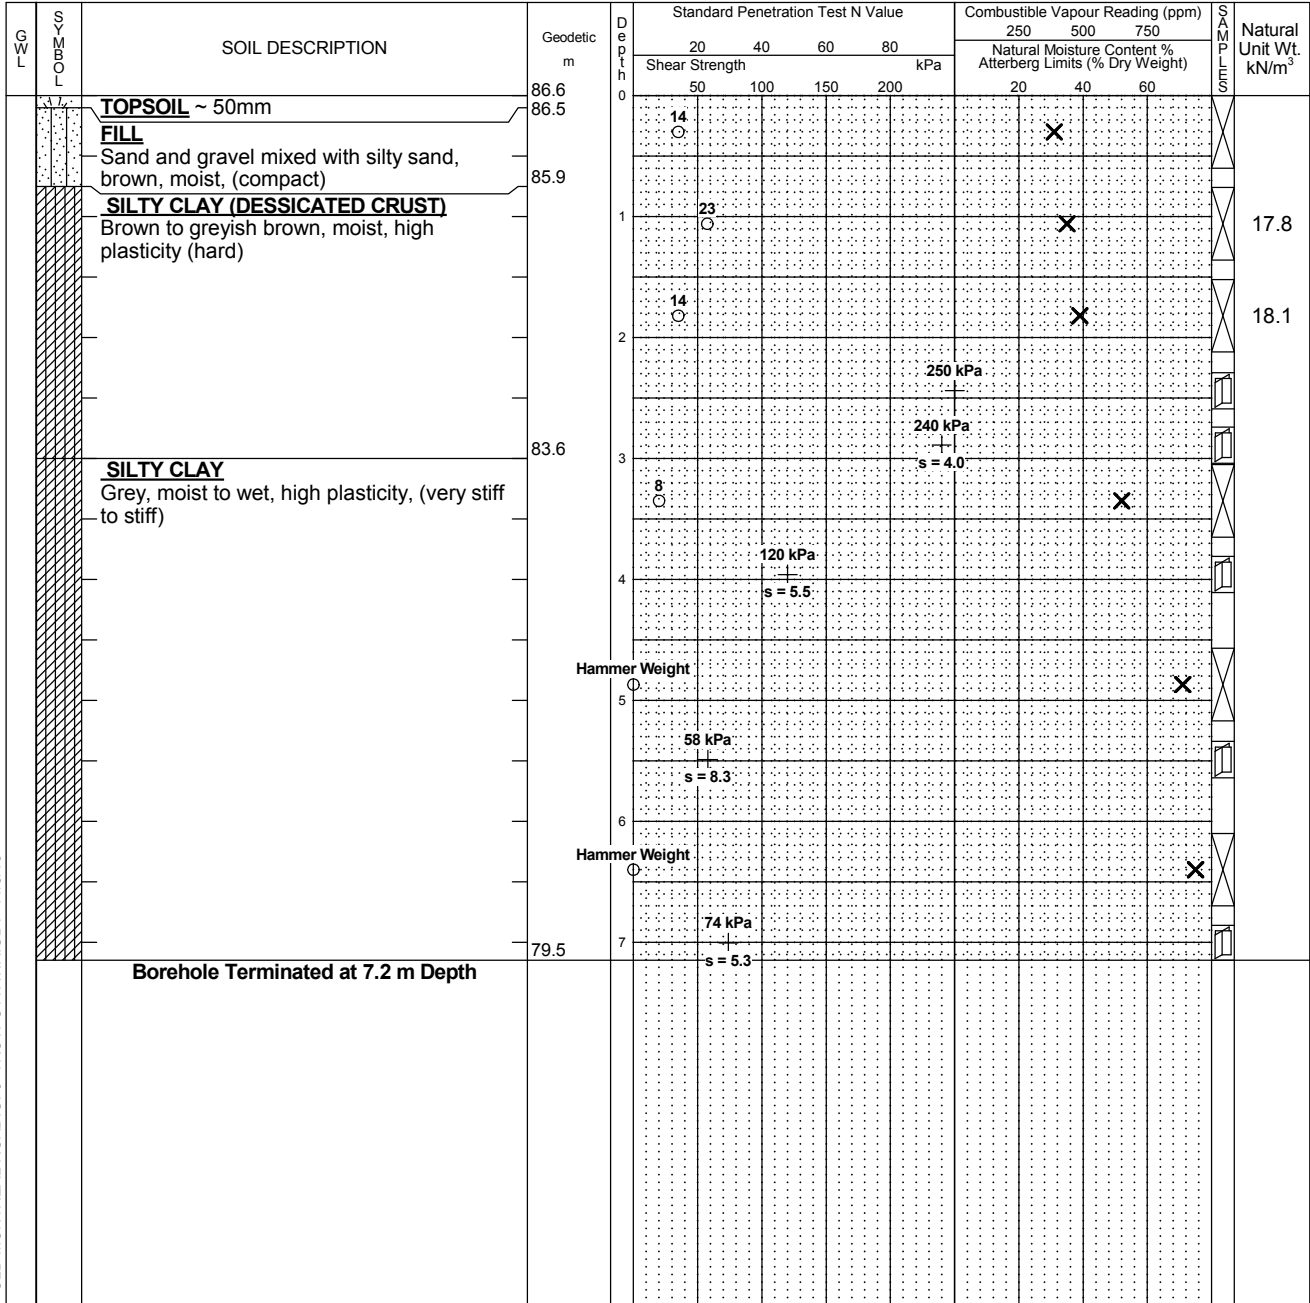 GWL
SYMBOL
SOIL DESCRIPTION
Geodetic
m
Depth
Standard Penetration Test N Value
20 40 60 80
Shear Strength kPa
50 100 150 200
Combustible Vapour Reading (ppm)
250 500 750
Natural Moisture Content %
Atterberg Limits (% Dry Weight)
20 40 60
SAMPLES
Natural
Unit Wt.
kN/m³
86.6
0
TOPSOIL ~ 50mm
86.5
FILL
Sand and gravel mixed with silty sand,
brown, moist, (compact)
85.9
14
SILTY CLAY (DESSICATED CRUST)
Brown to greyish brown, moist, high
plasticity (hard)
23
1
17.8
14
18.1
2
250 kPa
240 kPa
s = 4.0
83.6
3
SILTY CLAY
Grey, moist to wet, high plasticity, (very stiff
to stiff)
8
120 kPa
4
s = 5.5
Hammer Weight
5
58 kPa
s = 8.3
6
Hammer Weight
74 kPa
7
79.5
s = 5.3
Borehole Terminated at 7.2 m Depth